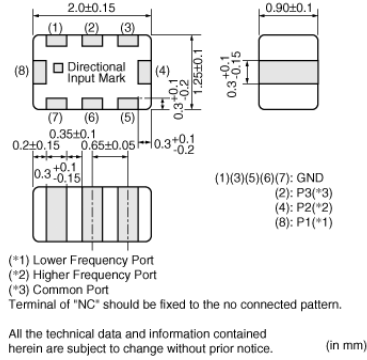 2.0±0.1
0.90±0.1
(1) (2) (3)
(8)
Directional
Input Mark
(4)
(7) (6) (5)
0.3 +0.1 -0.2
1.25±0.1
0.3 +0.1 -0.15
0.35±0.1
0.2±0.15
0.65±0.05
0.3 +0.1 -0.2
0.3 +0.1 -0.15
(1)(3)(5)(6)(7): GND
(2): P3(*3)
(4): P2(*2)
(8): P1(*1)
(*1) Lower Frequency Port
(*2) Higher Frequency Port
(*3) Common Port
Terminal of "NC" should be fixed to the no connected pattern.
All the technical data and information contained
herein are subject to change without prior notice.
(in mm)